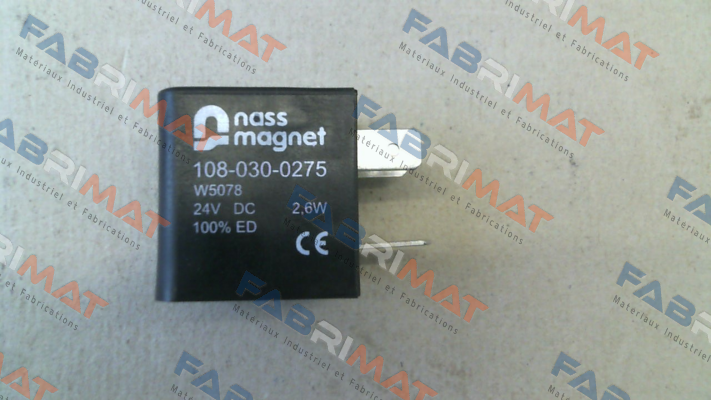 nass
magnet
108-030-0275
W5078
24V DC 2,6W
100% ED
CE
FABRIMAT
Materiaux Industriel et Fabrications